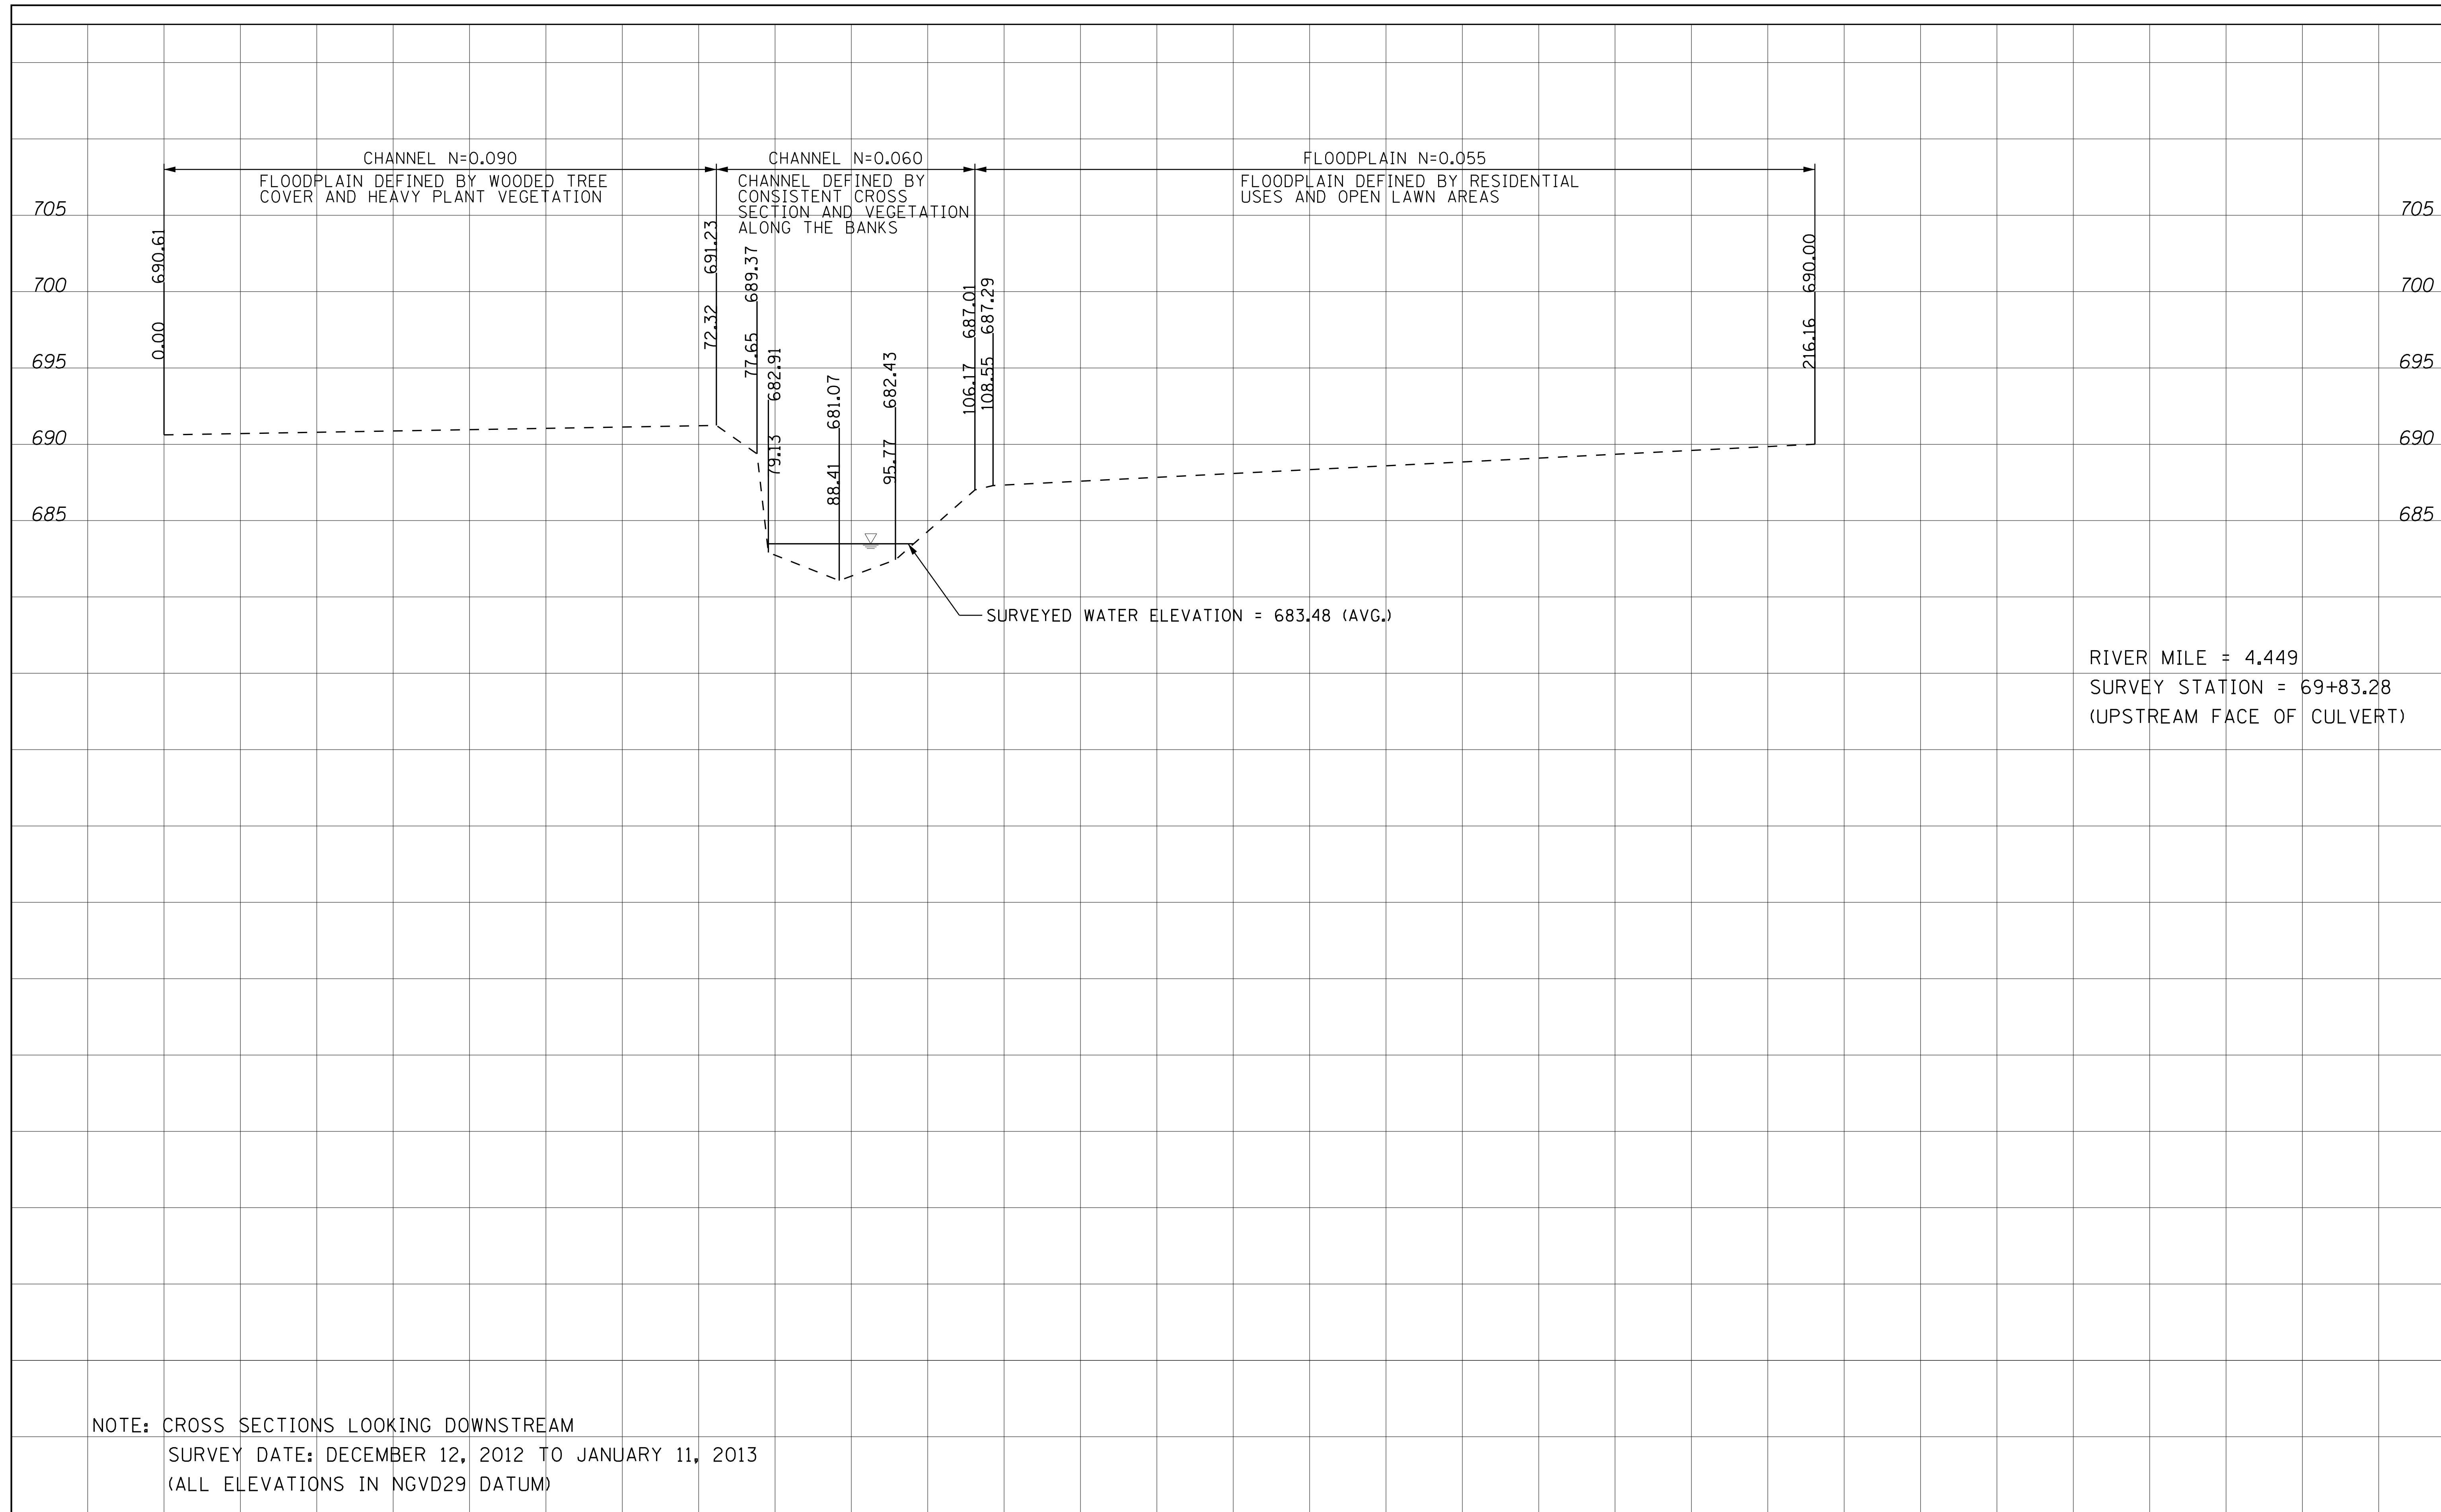 CHANNEL N=0.090
FLOODPLAIN DEFINED BY WOODED TREE
COVER AND HEAVY PLANT VEGETATION
CHANNEL N=0.060
CHANNEL DEFINED BY
CONSISTENT CROSS
SECTION AND VEGETATION
ALONG THE BANKS
FLOODPLAIN N=0.055
FLOODPLAIN DEFINED BY RESIDENTIAL
USES AND OPEN LAWN AREAS
705
700
695
690
685
705
700
695
690
685
0.00 690.61
72.32 691.23
77.65 689.37
79.13 682.91
88.41 681.07
95.77 682.43
106.17 687.01
108.55 687.29
216.16 690.00
SURVEYED WATER ELEVATION = 683.48 (AVG.)
RIVER MILE = 4.449
SURVEY STATION = 69+83.28
(UPSTREAM FACE OF CULVERT)
NOTE: CROSS SECTIONS LOOKING DOWNSTREAM
SURVEY DATE: DECEMBER 12, 2012 TO JANUARY 11, 2013
(ALL ELEVATIONS IN NGVD29 DATUM)